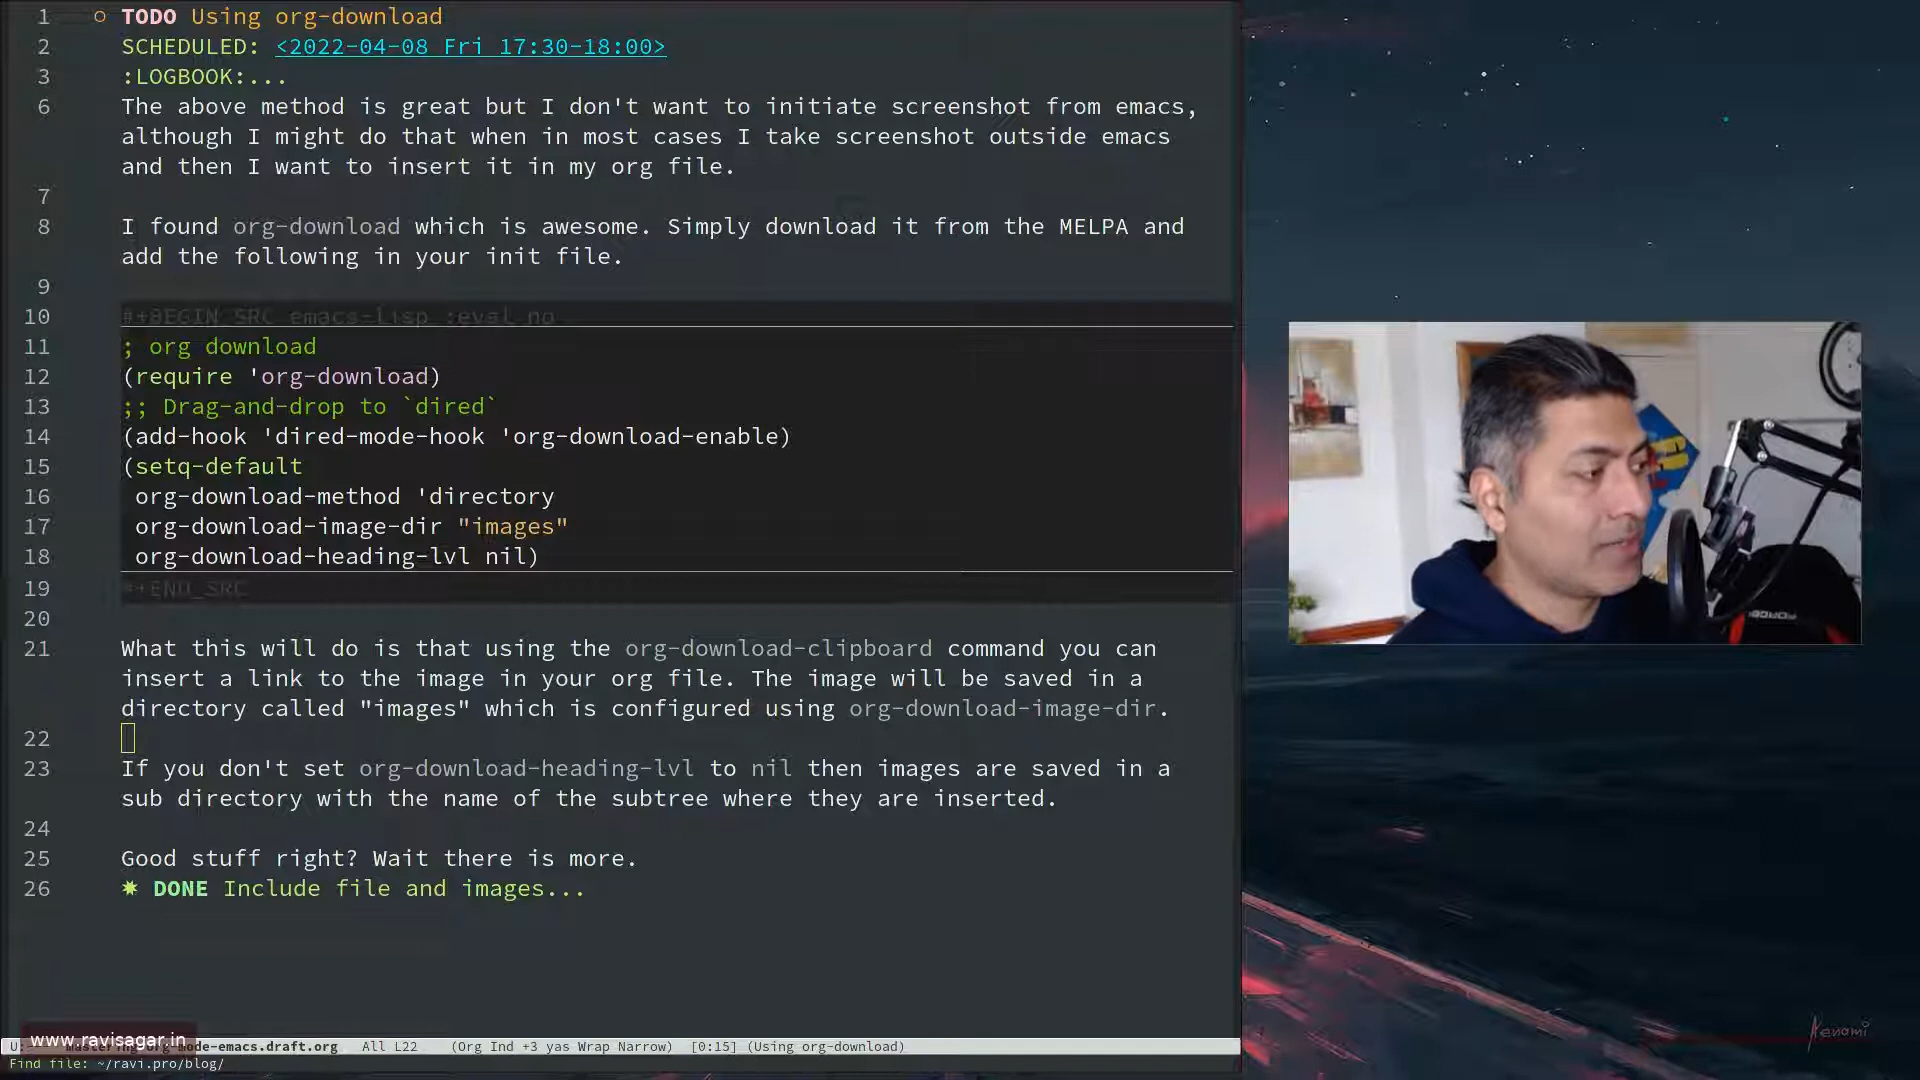 1 TODO Using org-download
2 SCHEDULED: <2022-04-08 Fri 17:30-18:00>
3 :LOGBOOK:...
6 The above method is great but I don't want to initiate screenshot from emacs,
although I might do that when in most cases I take screenshot outside emacs
and then I want to insert it in my org file.
7
8 I found org-download which is awesome. Simply download it from the MELPA and
add the following in your init file.
9
10 #+BEGIN_SRC emacs-lisp :eval no
11 ; org download
12 (require 'org-download)
13 ;; Drag-and-drop to `dired`
14 (add-hook 'dired-mode-hook 'org-download-enable)
15 (setq-default
16 org-download-method 'directory
17 org-download-image-dir "images"
18 org-download-heading-lvl nil)
19 #+END_SRC
20
21 What this will do is that using the org-download-clipboard command you can
insert a link to the image in your org file. The image will be saved in a
directory called "images" which is configured using org-download-image-dir.
22
23 If you don't set org-download-heading-lvl to nil then images are saved in a
sub directory with the name of the subtree where they are inserted.
24
25 Good stuff right? Wait there is more.
26 ✷ DONE Include file and images...
www.ravisagar.in
mode-emacs.draft.org All L22 (Org Ind +3 yas Wrap Narrow) [0:15] (Using org-download)
Find file: ~/ravi.pro/blog/